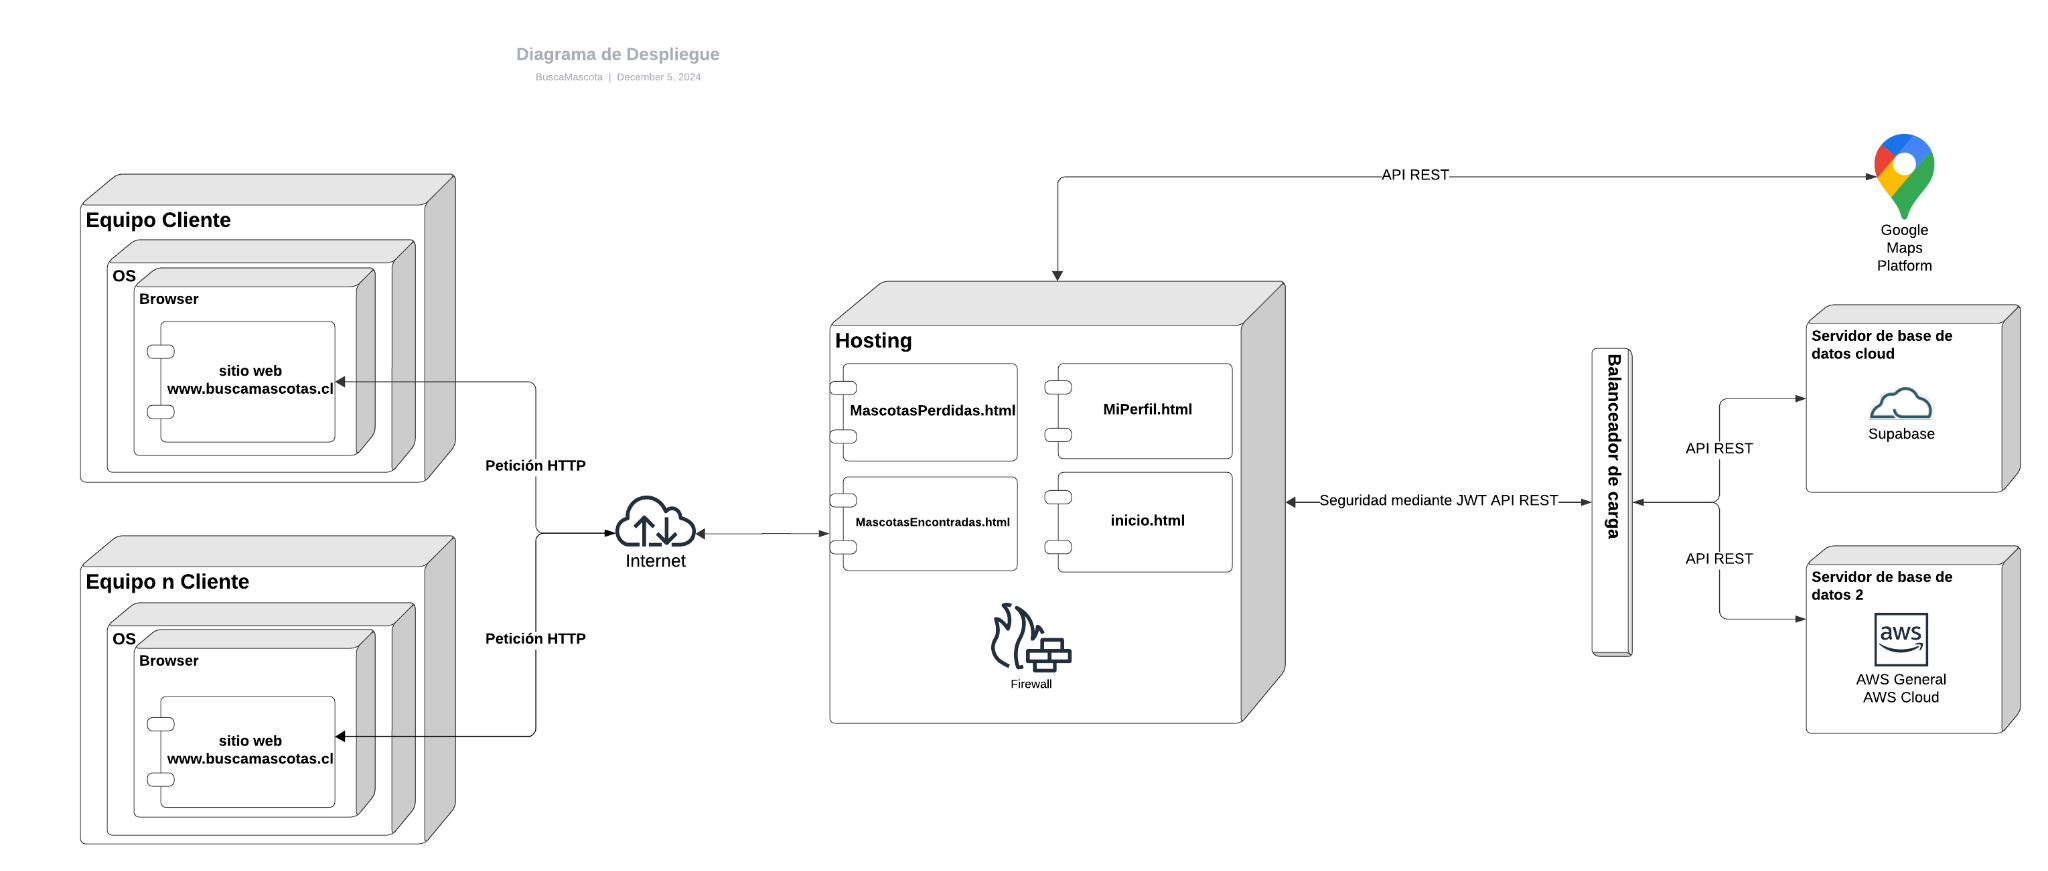 Diagrama de Despliegue
BuscaMascota | December 5, 2024
Equipo Cliente
OS
Browser
sitio web
www.buscamascotas.cl
Petición HTTP
Equipo n Cliente
OS
Browser
sitio web
www.buscamascotas.cl
Petición HTTP
Internet
Hosting
MascotasPerdidas.html
MiPerfil.html
MascotasEncontradas.html
inicio.html
Firewall
API REST
Google
Maps
Platform
Seguridad mediante JWT API REST
Balanceador de carga
API REST
API REST
Servidor de base de
datos cloud
Supabase
Servidor de base de
datos 2
aws
AWS General
AWS Cloud